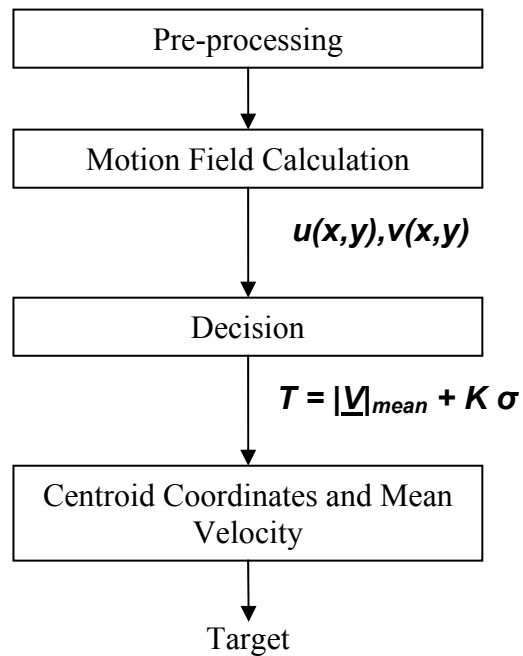 Pre-processing
Motion Field Calculation
u(x,y),v(x,y)
Decision
T = |V|mean + K σ
Centroid Coordinates and Mean
Velocity
Target